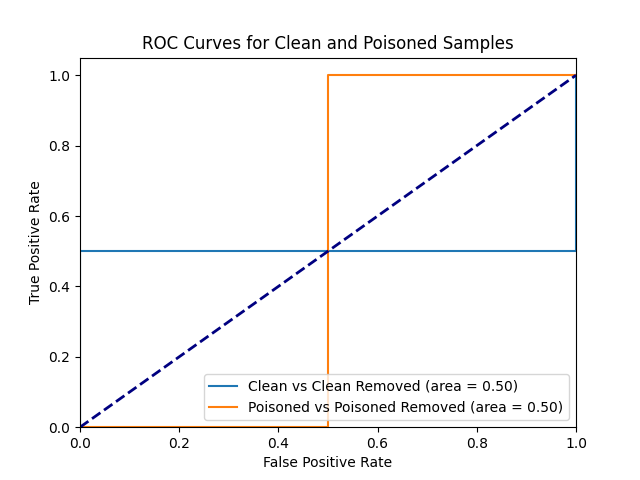 ROC Curves for Clean and Poisoned Samples
1.0
0.8
0.6
0.4
0.2
0.0
True Positive Rate
Clean vs Clean Removed (area = 0.50)
Poisoned vs Poisoned Removed (area = 0.50)
0.0 0.2 0.4 0.6 0.8 1.0
False Positive Rate